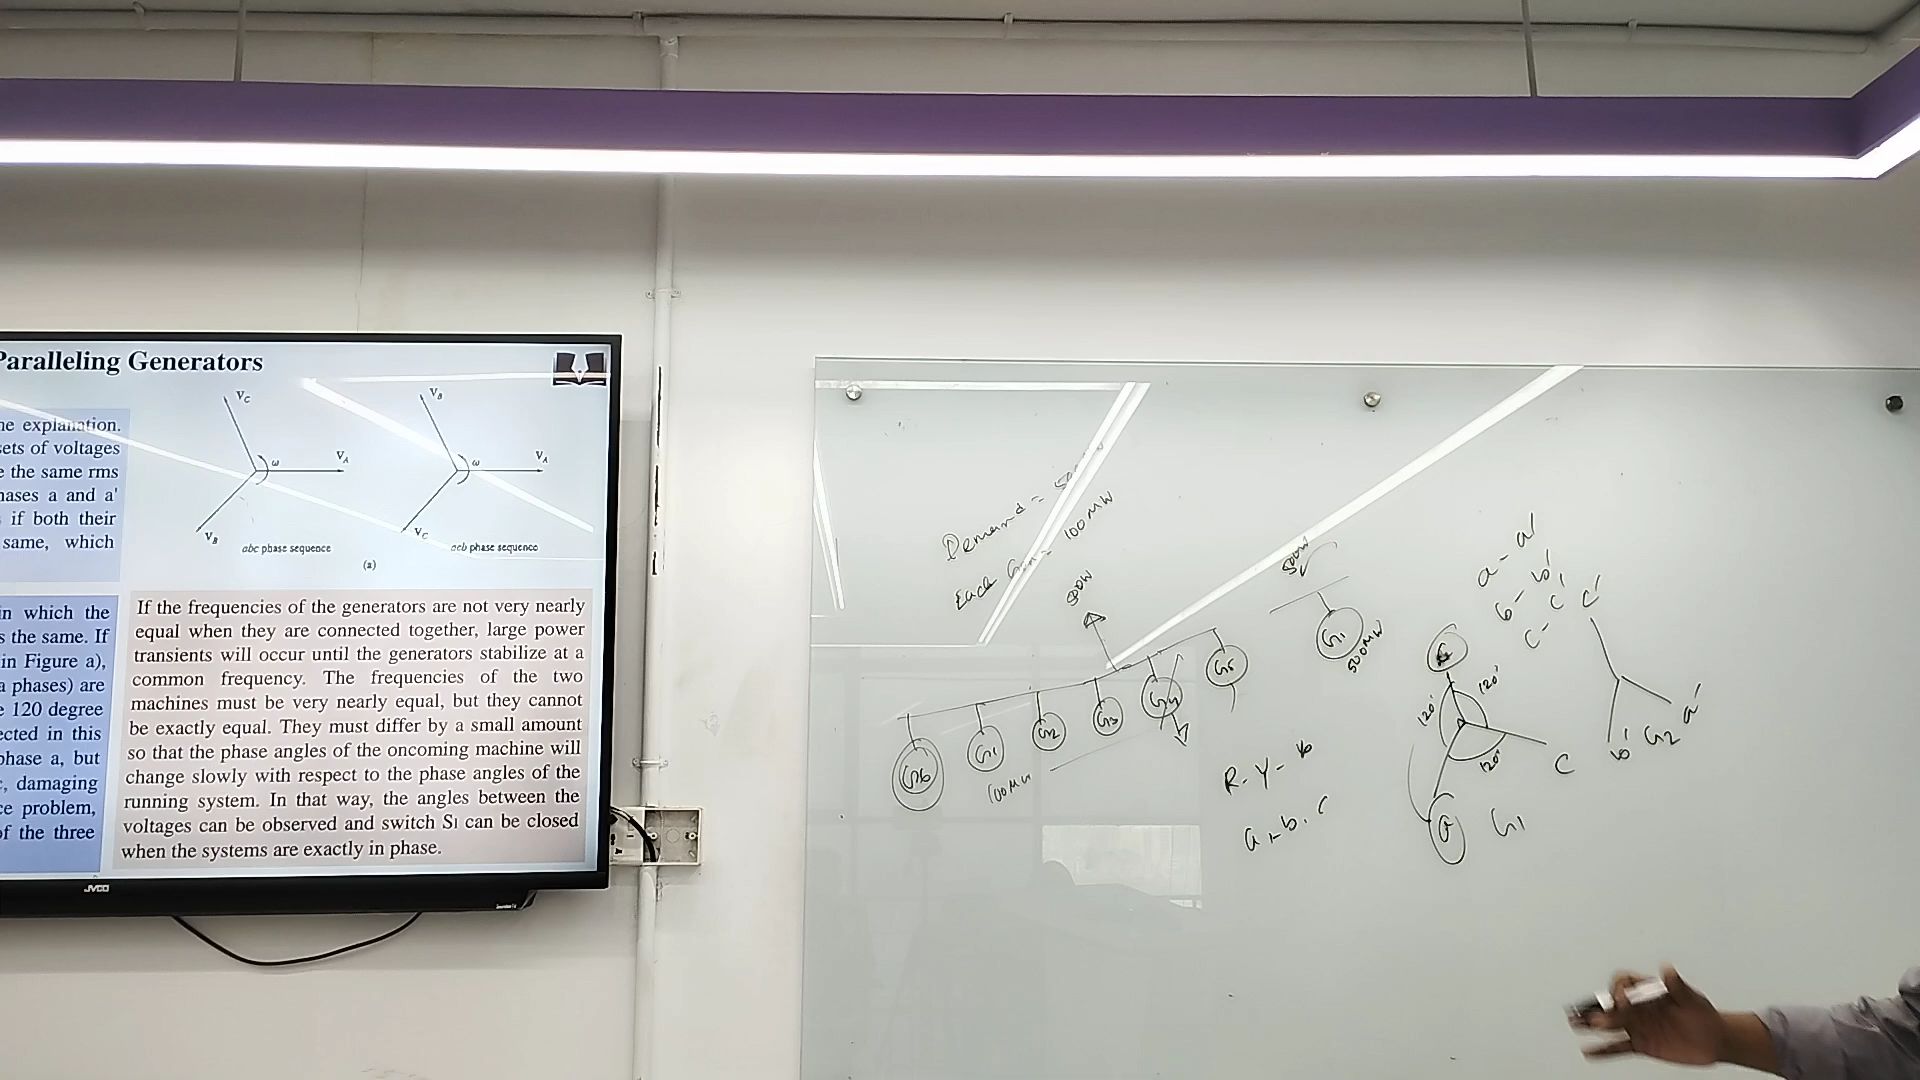 Paralleling Generators
he explanation.
sets of voltages
e the same rms
hases a and a'
if both their
same, which
in which the
s the same. If
in Figure a),
a phases) are
e 120 degree
ected in this
phase a, but
c, damaging
ce problem,
of the three
VC
VA
ω
VB
abc phase sequence
VB
VA
ω
VC
acb phase sequence
(a)
If the frequencies of the generators are not very nearly
equal when they are connected together, large power
transients will occur until the generators stabilize at a
common frequency. The frequencies of the two
machines must be very nearly equal, but they cannot
be exactly equal. They must differ by a small amount
so that the phase angles of the oncoming machine will
change slowly with respect to the phase angles of the
running system. In that way, the angles between the
voltages can be observed and switch S1 can be closed
when the systems are exactly in phase.
JVCO
Demand =
Each Gen = 100MW
G6
G1
G2
G3
G4
G5
100MW
G1
500MW
R - Y - b
a - b. c
a - a'
b - b'
c - c'
120°
120°
120°
C
a
G1
c'
a'
b'
G2